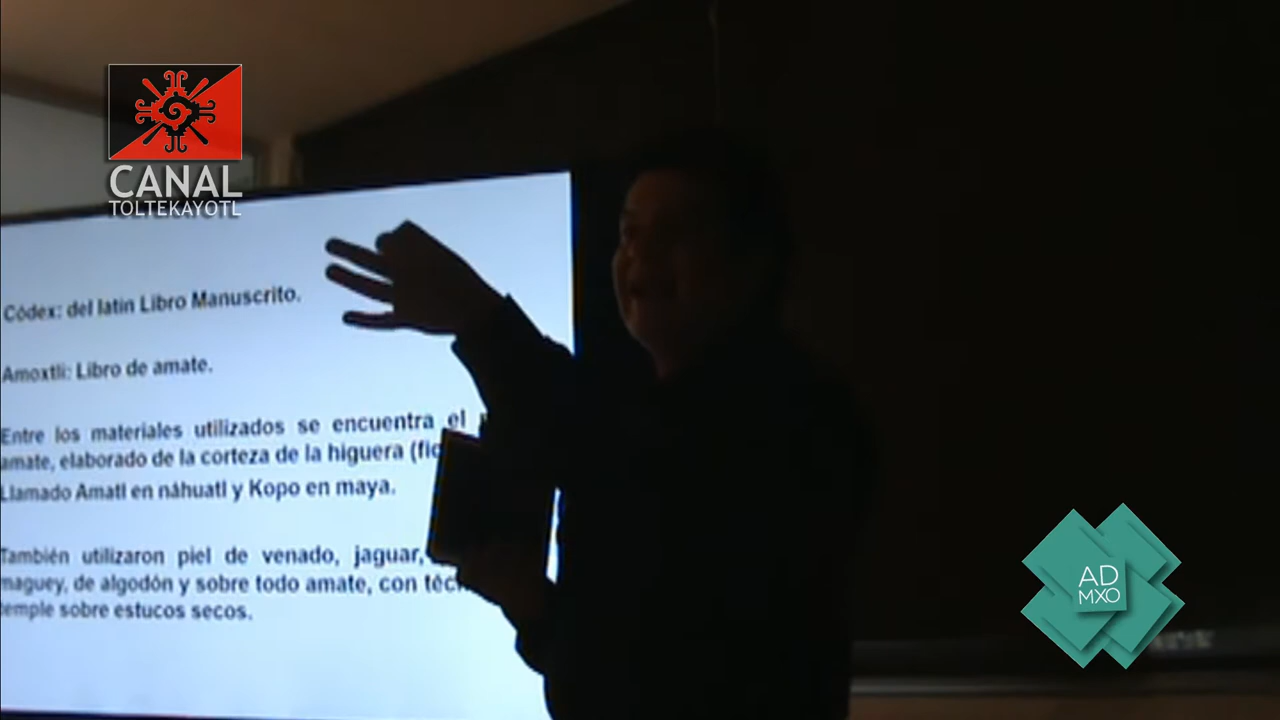 CANAL
TOLTEKAYOTL
Códex: del latín Libro Manuscrito.
Amoxtli: Libro de amate.
Entre los materiales utilizados se encuentra el
amate, elaborado de la corteza de la higuera
Llamado Amatl en náhuatl y Kopo en maya.
También utilizaron piel de venado, jaguar,
maguey, de algodón y sobre todo amate, con
temple sobre estucos secos.
AD
MXO